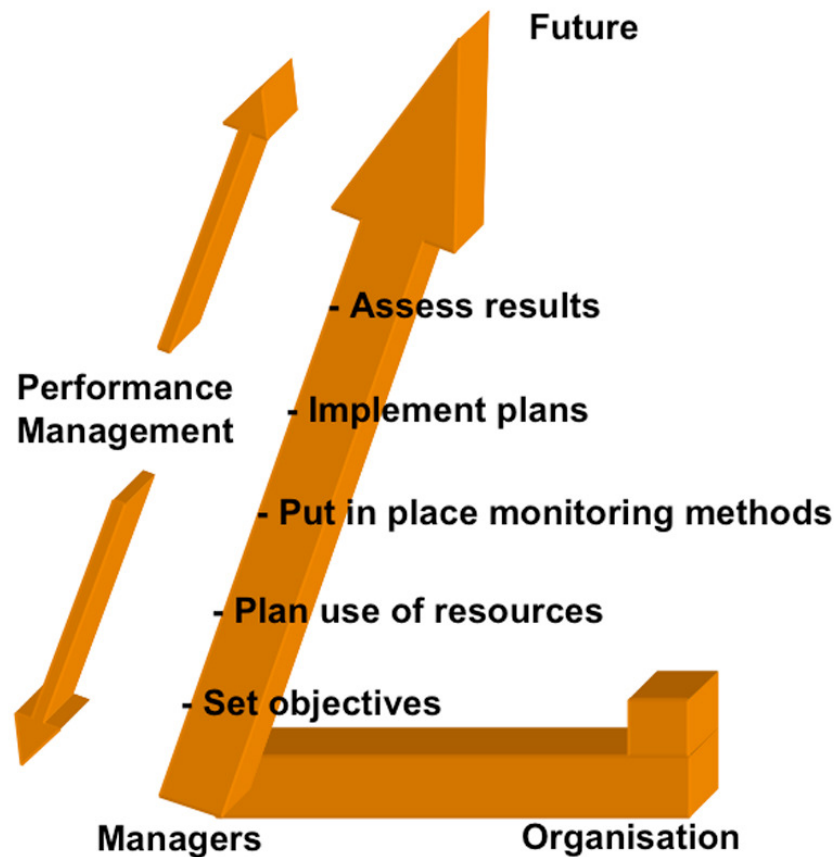 Future
- Assess results
Performance
Management
- Implement plans
- Put in place monitoring methods
- Plan use of resources
- Set objectives
Managers
Organisation